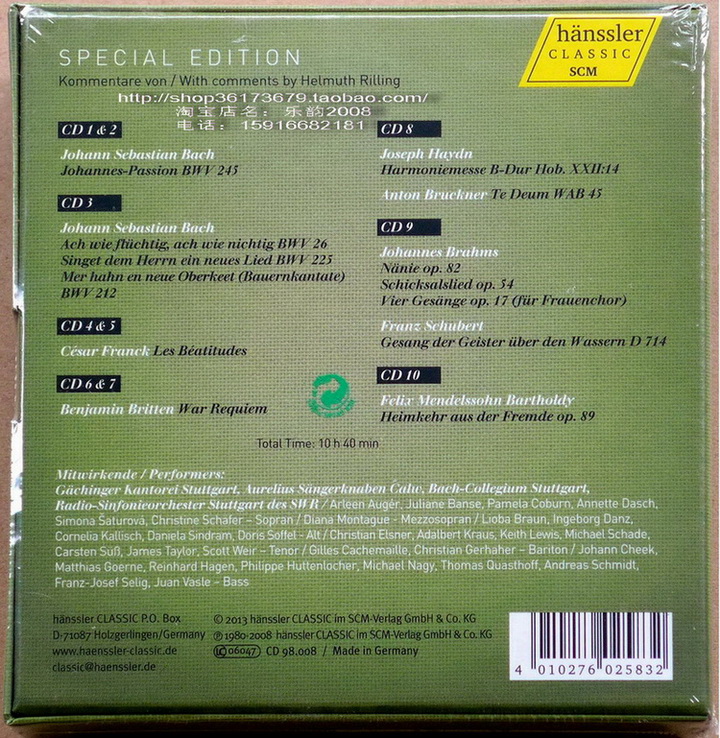 hänssler
CLASSIC
SCM
SPECIAL EDITION
Kommentare von / With comments by Helmuth Rilling
http://shop36173679.taobao.com/
淘宝店名：乐韵2008
电话：15916682181
CD 1 & 2
Johann Sebastian Bach
Johannes-Passion BWV 245
CD 3
Johann Sebastian Bach
Ach wie flüchtig, ach wie nichtig BWV 26
Singet dem Herrn ein neues Lied BWV 225
Mer hahn en neue Oberkeet (Bauernkantate)
BWV 212
CD 4 & 5
César Franck Les Béatitudes
CD 6 & 7
Benjamin Britten War Requiem
CD 8
Joseph Haydn
Harmoniemesse B-Dur Hob. XXII:14
Anton Bruckner Te Deum WAB 45
CD 9
Johannes Brahms
Nänie op. 82
Schicksalslied op. 54
Vier Gesänge op. 17 (für Frauenchor)
Franz Schubert
Gesang der Geister über den Wassern D 714
CD 10
Felix Mendelssohn Bartholdy
Heimkehr aus der Fremde op. 89
Total Time: 10 h 40 min
Mitwirkende / Performers:
Gächinger Kantorei Stuttgart, Aurelius Sängerknaben Calw, Bach-Collegium Stuttgart,
Radio-Sinfonieorchester Stuttgart des SWR / Arleen Augér, Juliane Banse, Pamela Coburn, Annette Dasch,
Simona Šaturová, Christine Schäfer – Sopran / Diana Montague - Mezzosopran / Lioba Braun, Ingeborg Danz,
Cornelia Kallisch, Daniela Sindram, Doris Soffel - Alt / Christian Elsner, Adalbert Kraus, Keith Lewis, Michael Schade,
Carsten Süß, James Taylor, Scott Weir – Tenor / Gilles Cachemaille, Christian Gerhaher – Bariton / Johann Cheek,
Matthias Goerne, Reinhard Hagen, Philippe Huttenlocher, Michael Nagy, Thomas Quasthoff, Andreas Schmidt,
Franz-Josef Selig, Juan Vasle – Bass
hänssler CLASSIC P.O. Box
D-71087 Holzgerlingen/Germany
www.haenssler-classic.de
classic@haenssler.de
© 2013 hänssler CLASSIC im SCM-Verlag GmbH & Co. KG
℗ 1980-2008 hänssler CLASSIC im SCM-Verlag GmbH & Co. KG
LC 06047 CD 98.008 / Made in Germany
4 010276 025832